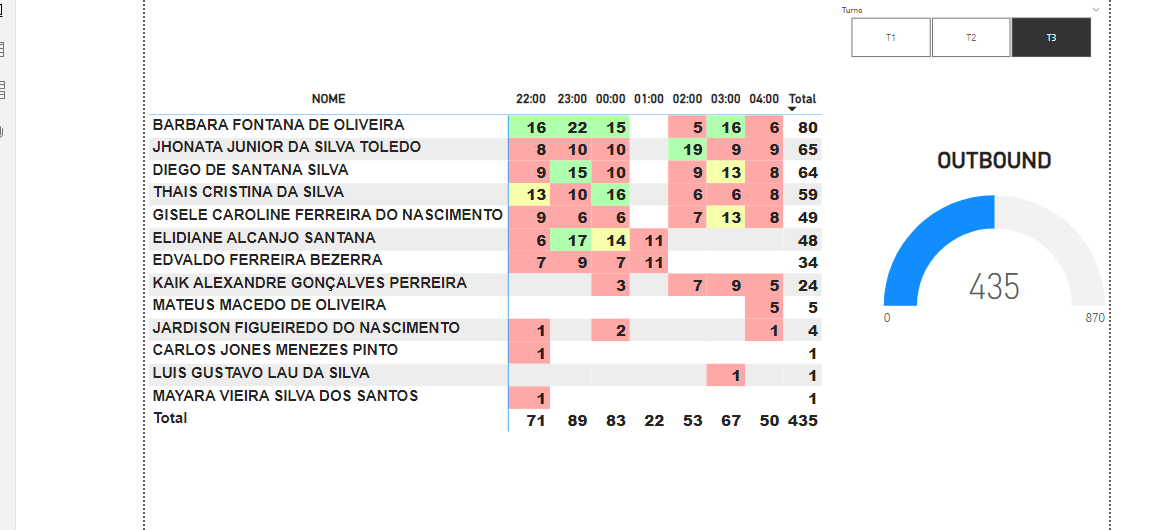 Turno
T1 T2 T3
NOME 22:00 23:00 00:00 01:00 02:00 03:00 04:00 Total
BARBARA FONTANA DE OLIVEIRA 16 22 15 5 16 6 80
JHONATA JUNIOR DA SILVA TOLEDO 8 10 10 19 9 9 65
DIEGO DE SANTANA SILVA 9 15 10 9 13 8 64
THAIS CRISTINA DA SILVA 13 10 16 6 6 8 59
GISELE CAROLINE FERREIRA DO NASCIMENTO 9 6 6 7 13 8 49
ELIDIANE ALCANJO SANTANA 6 17 14 11 48
EDVALDO FERREIRA BEZERRA 7 9 7 11 34
KAIK ALEXANDRE GONÇALVES PERREIRA 3 7 9 5 24
MATEUS MACEDO DE OLIVEIRA 5 5
JARDISON FIGUEIREDO DO NASCIMENTO 1 2 1 4
CARLOS JONES MENEZES PINTO 1 1
LUIS GUSTAVO LAU DA SILVA 1 1
MAYARA VIEIRA SILVA DOS SANTOS 1 1
Total 71 89 83 22 53 67 50 435
OUTBOUND
435
0 870